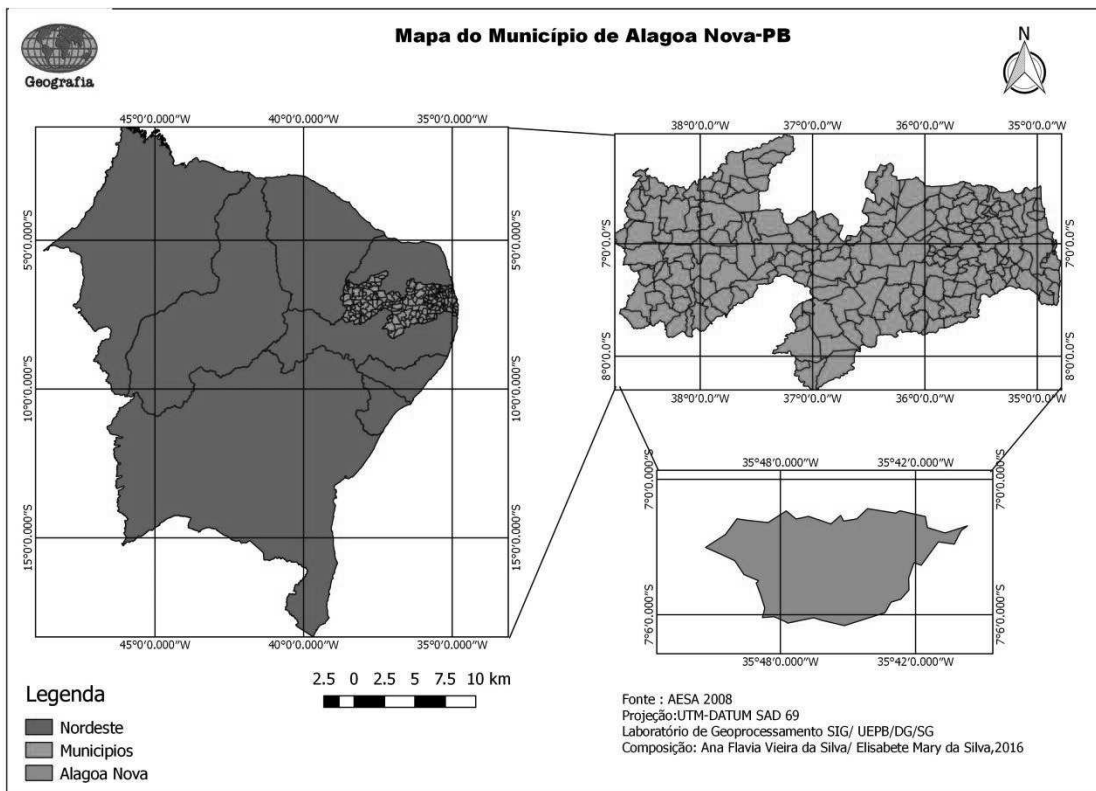 Mapa do Município de Alagoa Nova-PB
Geografia
N
45°0'0.000"W 40°0'0.000"W 35°0'0.000"W
5°0'0.000"S 5°0'0.000"S
10°0'0.000"S 10°0'0.000"S
15°0'0.000"S 15°0'0.000"S
45°0'0.000"W 40°0'0.000"W 35°0'0.000"W
38°0'0.0"W 37°0'0.0"W 36°0'0.0"W 35°0'0.0"W
7°0'0.0"S 7°0'0.0"S
8°0'0.0"S 8°0'0.0"S
38°0'0.0"W 37°0'0.0"W 36°0'0.0"W 35°0'0.0"W
35°48'0.000"W 35°42'0.000"W
7°0'0.000"S 7°0'0.000"S
7°6'0.000"S 7°6'0.000"S
35°48'0.000"W 35°42'0.000"W
2.5 0 2.5 5 7.5 10 km
Legenda
Nordeste
Municipios
Alagoa Nova
Fonte : AESA 2008
Projeção:UTM-DATUM SAD 69
Laboratório de Geoprocessamento SIG/ UEPB/DG/SG
Composição: Ana Flavia Vieira da Silva/ Elisabete Mary da Silva,2016